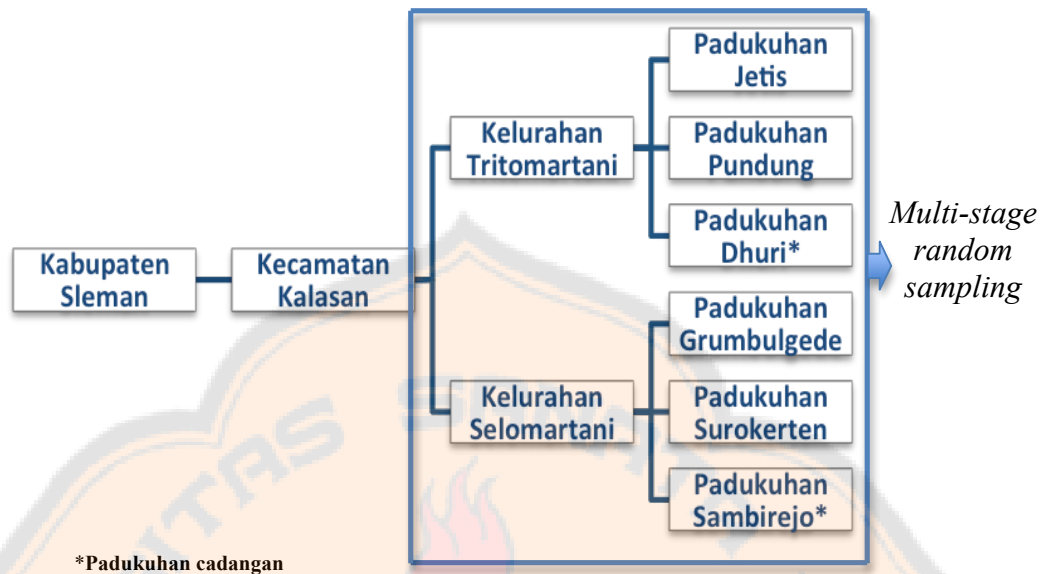 Kabupaten
Sleman
Kecamatan
Kalasan
Kelurahan
Tritomartani
Padukuhan
Jetis
Padukuhan
Pundung
Padukuhan
Dhuri*
Kelurahan
Selomartani
Padukuhan
Grumbulgede
Padukuhan
Surokerten
Padukuhan
Sambirejo*
Multi-stage
random
sampling
*Padukuhan cadangan